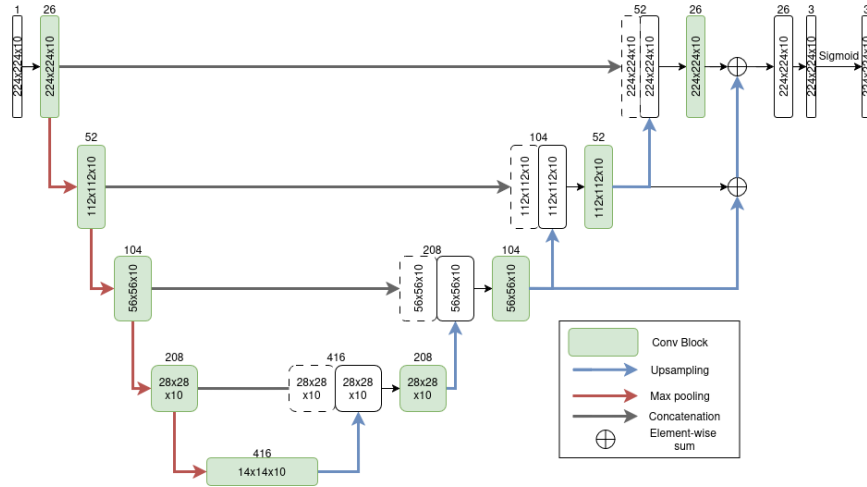 1
26
52
26
26
3
3
224x224x10
224x224x10
224x224x10
224x224x10
224x224x10
224x224x10
224x224x10
Sigmoid
52
104
52
112x112x10
112x112x10
112x112x10
112x112x10
104
208
104
56x56x10
56x56x10
56x56x10
56x56x10
208
416
208
28x28
x10
28x28
x10
28x28
x10
28x28
x10
416
14x14x10
Conv Block
Upsampling
Max pooling
Concatenation
Element-wise
sum